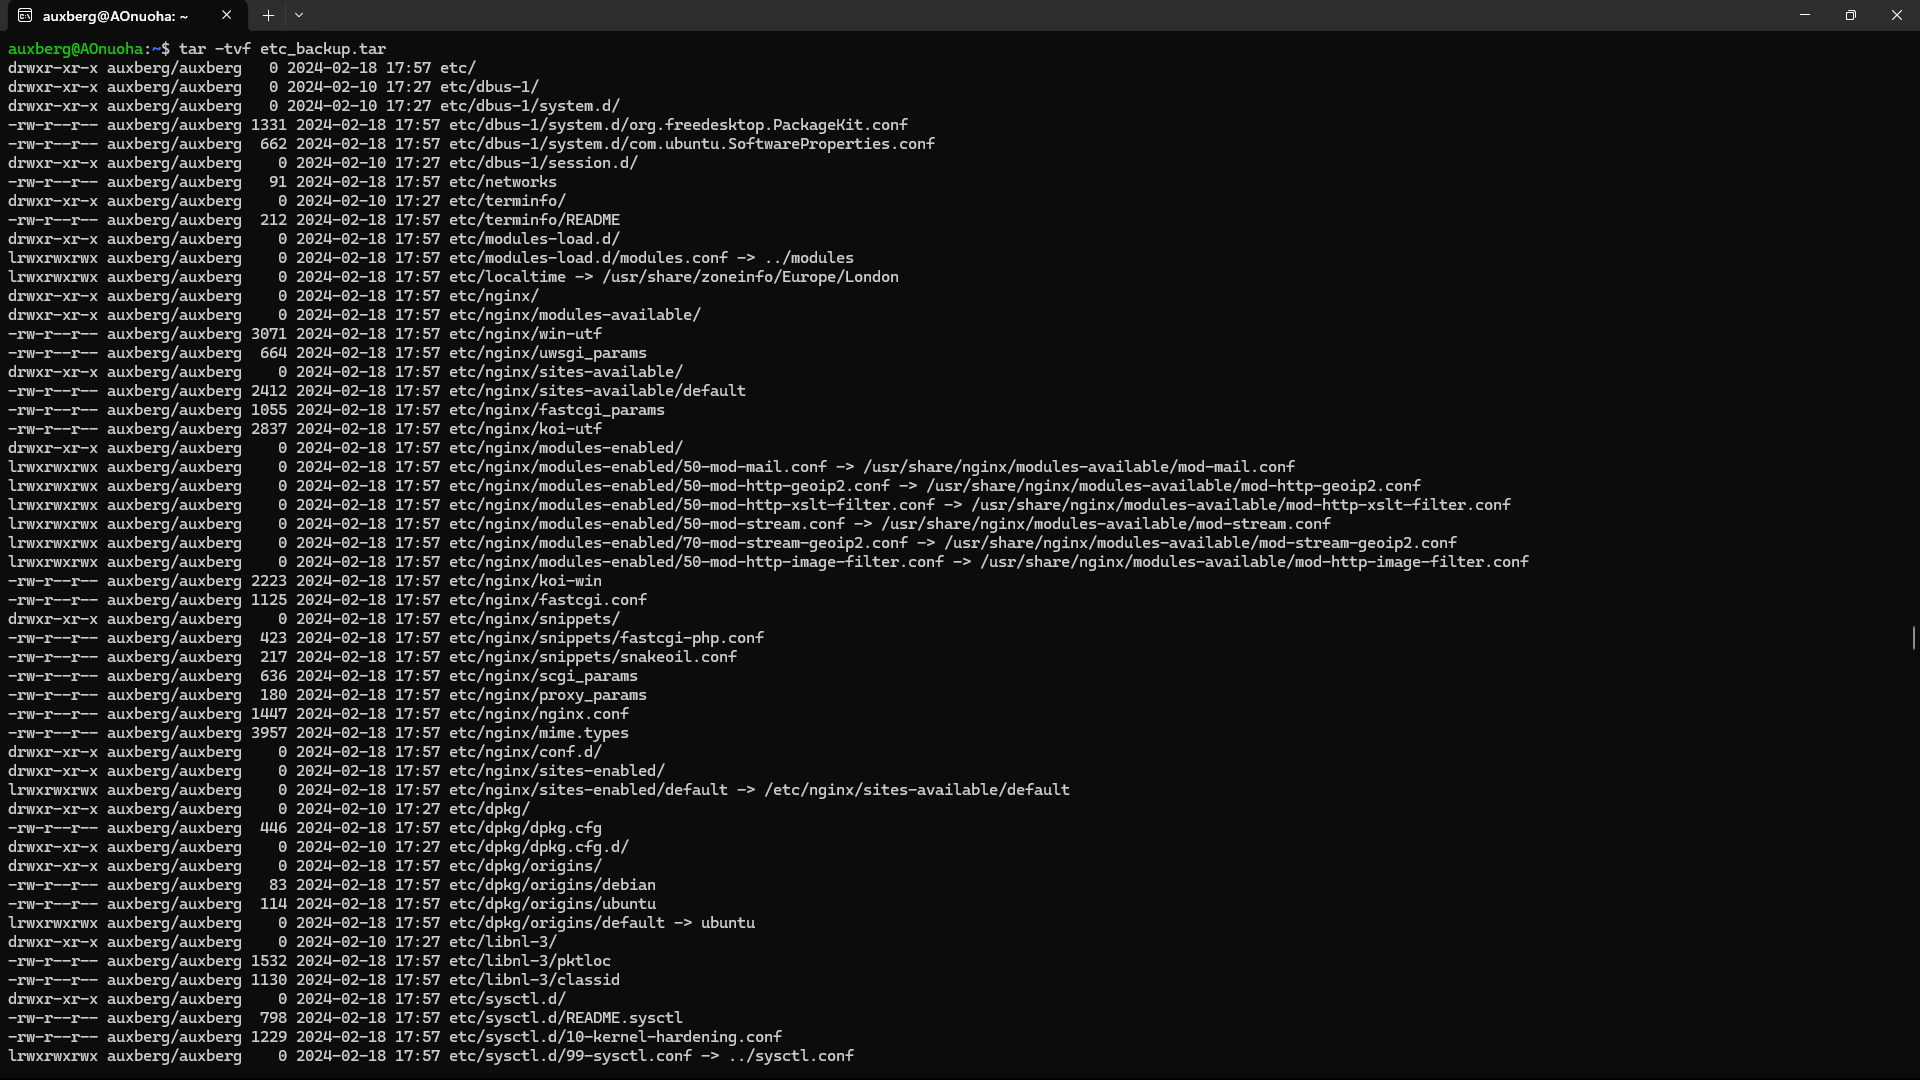 auxberg@AOnuoha: ~
auxberg@AOnuoha:~$ tar -tvf etc_backup.tar
drwxr-xr-x auxberg/auxberg   0 2024-02-18 17:57 etc/
drwxr-xr-x auxberg/auxberg   0 2024-02-10 17:27 etc/dbus-1/
drwxr-xr-x auxberg/auxberg   0 2024-02-10 17:27 etc/dbus-1/system.d/
-rw-r--r-- auxberg/auxberg 1331 2024-02-18 17:57 etc/dbus-1/system.d/org.freedesktop.PackageKit.conf
-rw-r--r-- auxberg/auxberg  662 2024-02-18 17:57 etc/dbus-1/system.d/com.ubuntu.SoftwareProperties.conf
drwxr-xr-x auxberg/auxberg    0 2024-02-10 17:27 etc/dbus-1/session.d/
-rw-r--r-- auxberg/auxberg   91 2024-02-18 17:57 etc/networks
drwxr-xr-x auxberg/auxberg    0 2024-02-10 17:27 etc/terminfo/
-rw-r--r-- auxberg/auxberg  212 2024-02-18 17:57 etc/terminfo/README
drwxr-xr-x auxberg/auxberg    0 2024-02-18 17:57 etc/modules-load.d/
lrwxrwxrwx auxberg/auxberg    0 2024-02-18 17:57 etc/modules-load.d/modules.conf -> ../modules
lrwxrwxrwx auxberg/auxberg    0 2024-02-18 17:57 etc/localtime -> /usr/share/zoneinfo/Europe/London
drwxr-xr-x auxberg/auxberg    0 2024-02-18 17:57 etc/nginx/
drwxr-xr-x auxberg/auxberg    0 2024-02-18 17:57 etc/nginx/modules-available/
-rw-r--r-- auxberg/auxberg 3071 2024-02-18 17:57 etc/nginx/win-utf
-rw-r--r-- auxberg/auxberg  664 2024-02-18 17:57 etc/nginx/uwsgi_params
drwxr-xr-x auxberg/auxberg    0 2024-02-18 17:57 etc/nginx/sites-available/
-rw-r--r-- auxberg/auxberg 2412 2024-02-18 17:57 etc/nginx/sites-available/default
-rw-r--r-- auxberg/auxberg 1055 2024-02-18 17:57 etc/nginx/fastcgi_params
-rw-r--r-- auxberg/auxberg 2837 2024-02-18 17:57 etc/nginx/koi-utf
drwxr-xr-x auxberg/auxberg    0 2024-02-18 17:57 etc/nginx/modules-enabled/
lrwxrwxrwx auxberg/auxberg    0 2024-02-18 17:57 etc/nginx/modules-enabled/50-mod-mail.conf -> /usr/share/nginx/modules-available/mod-mail.conf
lrwxrwxrwx auxberg/auxberg    0 2024-02-18 17:57 etc/nginx/modules-enabled/50-mod-http-geoip2.conf -> /usr/share/nginx/modules-available/mod-http-geoip2.conf
lrwxrwxrwx auxberg/auxberg    0 2024-02-18 17:57 etc/nginx/modules-enabled/50-mod-http-xslt-filter.conf -> /usr/share/nginx/modules-available/mod-http-xslt-filter.conf
lrwxrwxrwx auxberg/auxberg    0 2024-02-18 17:57 etc/nginx/modules-enabled/50-mod-stream.conf -> /usr/share/nginx/modules-available/mod-stream.conf
lrwxrwxrwx auxberg/auxberg    0 2024-02-18 17:57 etc/nginx/modules-enabled/70-mod-stream-geoip2.conf -> /usr/share/nginx/modules-available/mod-stream-geoip2.conf
lrwxrwxrwx auxberg/auxberg    0 2024-02-18 17:57 etc/nginx/modules-enabled/50-mod-http-image-filter.conf -> /usr/share/nginx/modules-available/mod-http-image-filter.conf
-rw-r--r-- auxberg/auxberg 2223 2024-02-18 17:57 etc/nginx/koi-win
-rw-r--r-- auxberg/auxberg 1125 2024-02-18 17:57 etc/nginx/fastcgi.conf
drwxr-xr-x auxberg/auxberg    0 2024-02-18 17:57 etc/nginx/snippets/
-rw-r--r-- auxberg/auxberg  423 2024-02-18 17:57 etc/nginx/snippets/fastcgi-php.conf
-rw-r--r-- auxberg/auxberg  217 2024-02-18 17:57 etc/nginx/snippets/snakeoil.conf
-rw-r--r-- auxberg/auxberg  636 2024-02-18 17:57 etc/nginx/scgi_params
-rw-r--r-- auxberg/auxberg  180 2024-02-18 17:57 etc/nginx/proxy_params
-rw-r--r-- auxberg/auxberg 1447 2024-02-18 17:57 etc/nginx/nginx.conf
-rw-r--r-- auxberg/auxberg 3957 2024-02-18 17:57 etc/nginx/mime.types
drwxr-xr-x auxberg/auxberg    0 2024-02-18 17:57 etc/nginx/conf.d/
drwxr-xr-x auxberg/auxberg    0 2024-02-18 17:57 etc/nginx/sites-enabled/
lrwxrwxrwx auxberg/auxberg    0 2024-02-18 17:57 etc/nginx/sites-enabled/default -> /etc/nginx/sites-available/default
drwxr-xr-x auxberg/auxberg    0 2024-02-10 17:27 etc/dpkg/
-rw-r--r-- auxberg/auxberg  446 2024-02-18 17:57 etc/dpkg/dpkg.cfg
drwxr-xr-x auxberg/auxberg    0 2024-02-10 17:27 etc/dpkg/dpkg.cfg.d/
drwxr-xr-x auxberg/auxberg    0 2024-02-18 17:57 etc/dpkg/origins/
-rw-r--r-- auxberg/auxberg   83 2024-02-18 17:57 etc/dpkg/origins/debian
-rw-r--r-- auxberg/auxberg  114 2024-02-18 17:57 etc/dpkg/origins/ubuntu
lrwxrwxrwx auxberg/auxberg    0 2024-02-18 17:57 etc/dpkg/origins/default -> ubuntu
drwxr-xr-x auxberg/auxberg    0 2024-02-10 17:27 etc/libnl-3/
-rw-r--r-- auxberg/auxberg 1532 2024-02-18 17:57 etc/libnl-3/pktloc
-rw-r--r-- auxberg/auxberg 1130 2024-02-18 17:57 etc/libnl-3/classid
drwxr-xr-x auxberg/auxberg    0 2024-02-18 17:57 etc/sysctl.d/
-rw-r--r-- auxberg/auxberg  798 2024-02-18 17:57 etc/sysctl.d/README.sysctl
-rw-r--r-- auxberg/auxberg 1229 2024-02-18 17:57 etc/sysctl.d/10-kernel-hardening.conf
lrwxrwxrwx auxberg/auxberg    0 2024-02-18 17:57 etc/sysctl.d/99-sysctl.conf -> ../sysctl.conf